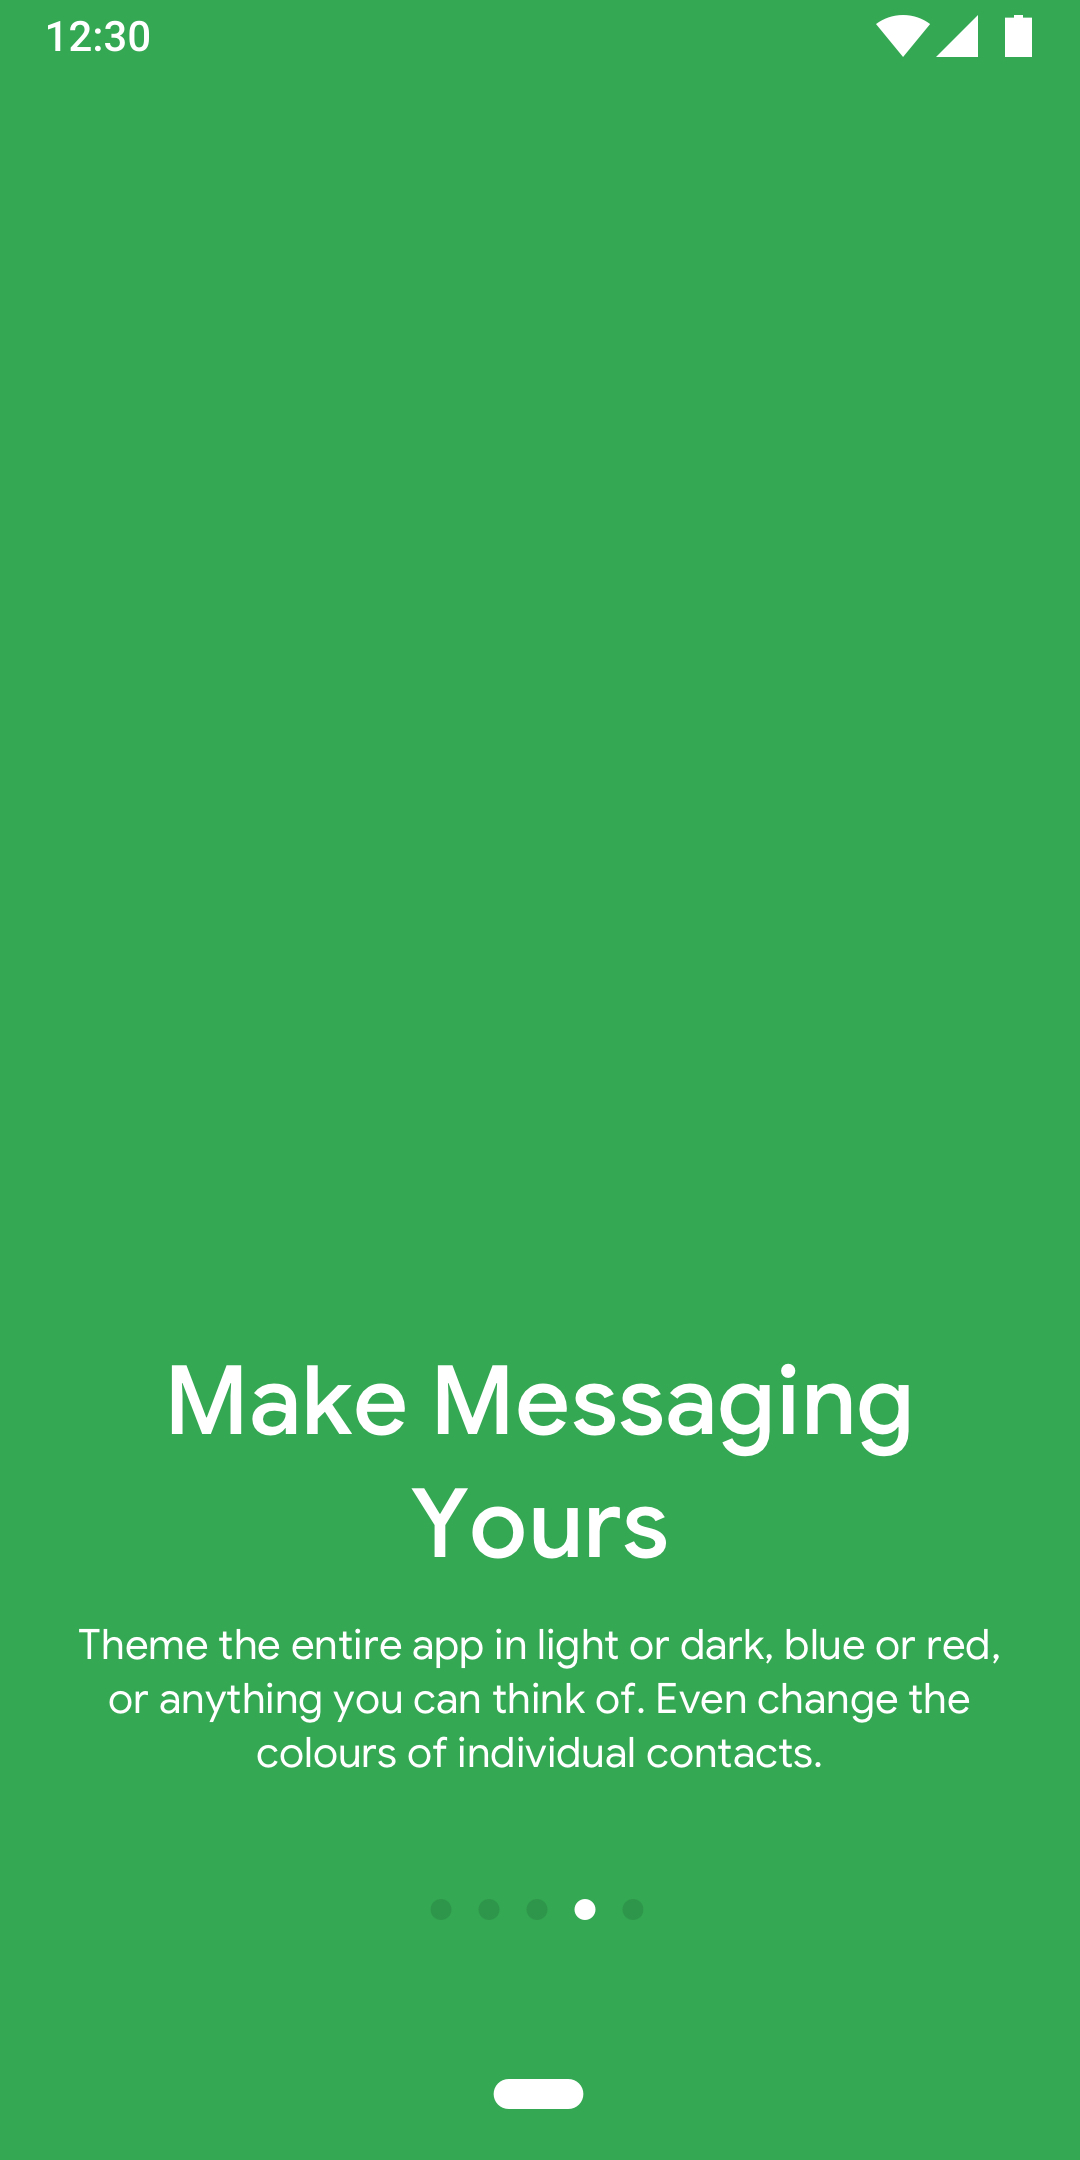 12:30
Make Messaging
Yours
Theme the entire app in light or dark, blue or red,
or anything you can think of. Even change the
colours of individual contacts.